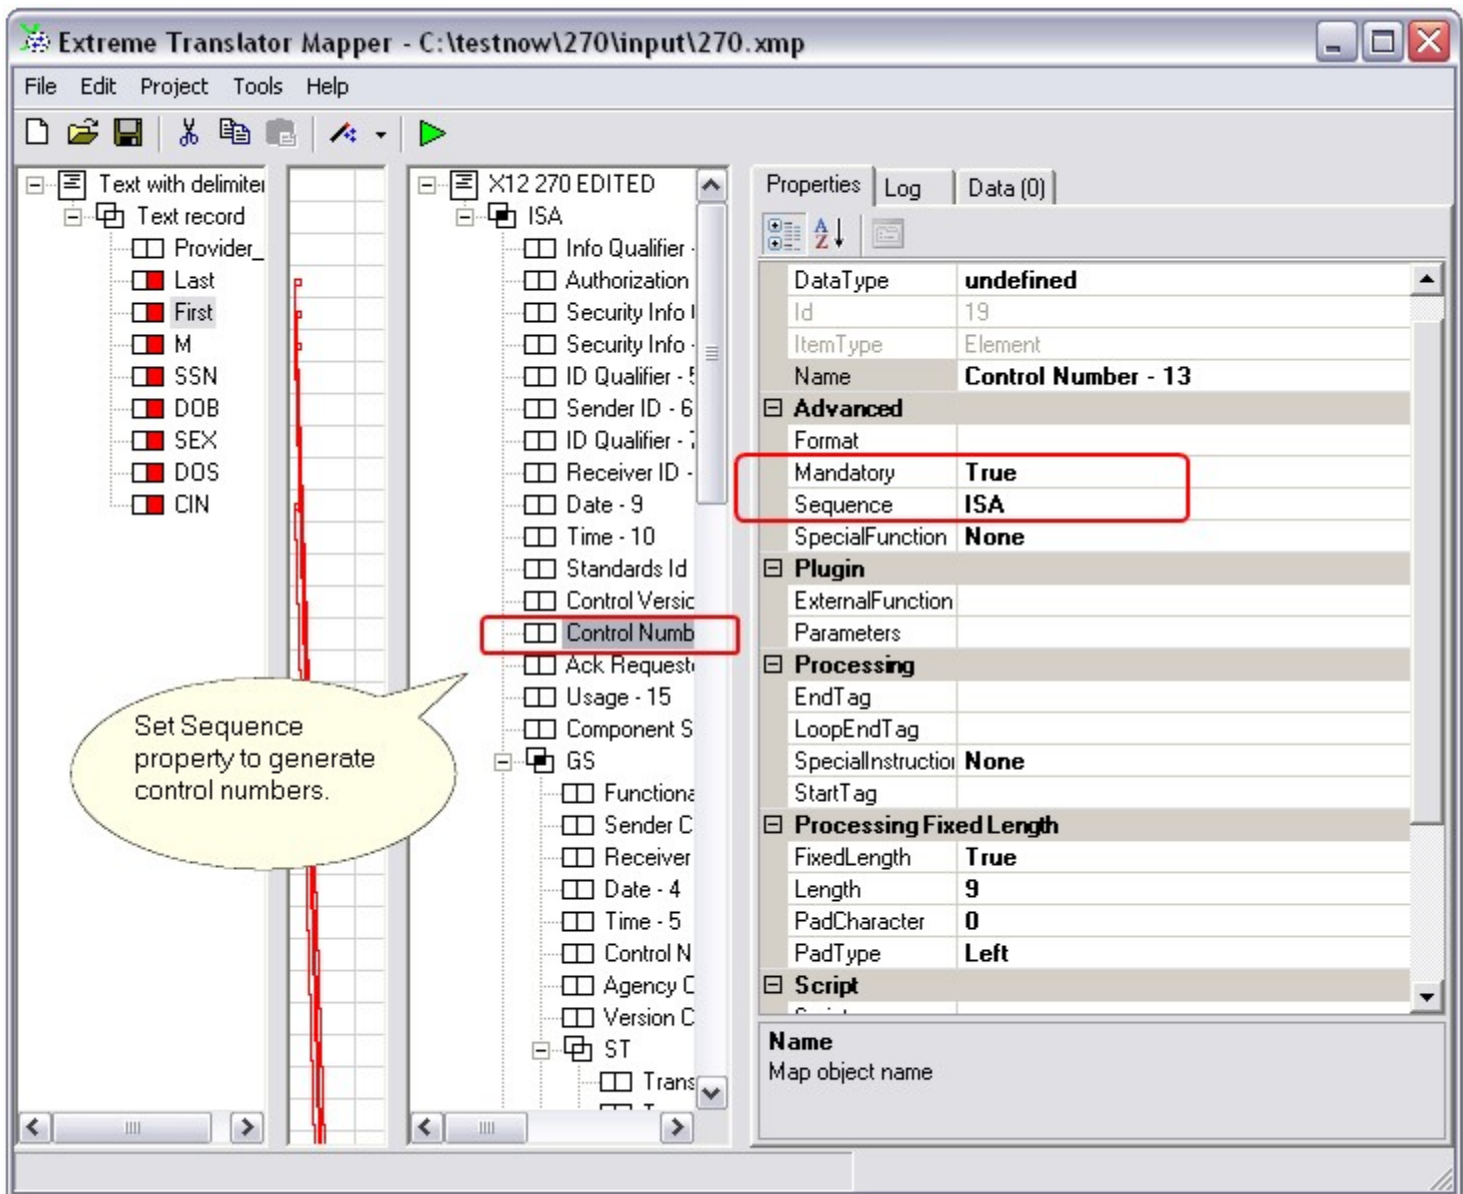 Extreme Translator Mapper - C:\testnow\270\input\270.xmp
File Edit Project Tools Help
Text with delimiter
Text record
Provider_
Last
First
M
SSN
DOB
SEX
DOS
CIN
Set Sequence
property to generate
control numbers.
X12 270 EDITED
ISA
Info Qualifier -
Authorization
Security Info
Security Info -
ID Qualifier - 5
Sender ID - 6
ID Qualifier - 7
Receiver ID -
Date - 9
Time - 10
Standards Id
Control Versic
Control Numb
Ack Requeste
Usage - 15
Component S
GS
Functiona
Sender C
Receiver
Date - 4
Time - 5
Control N
Agency C
Version C
ST
Trans
Properties Log Data (0)
DataType undefined
Id 19
ItemType Element
Name Control Number - 13
Advanced
Format
Mandatory True
Sequence ISA
SpecialFunction None
Plugin
ExternalFunction
Parameters
Processing
EndTag
LoopEndTag
SpecialInstruction None
StartTag
Processing Fixed Length
FixedLength True
Length 9
PadCharacter 0
PadType Left
Script
Name
Map object name